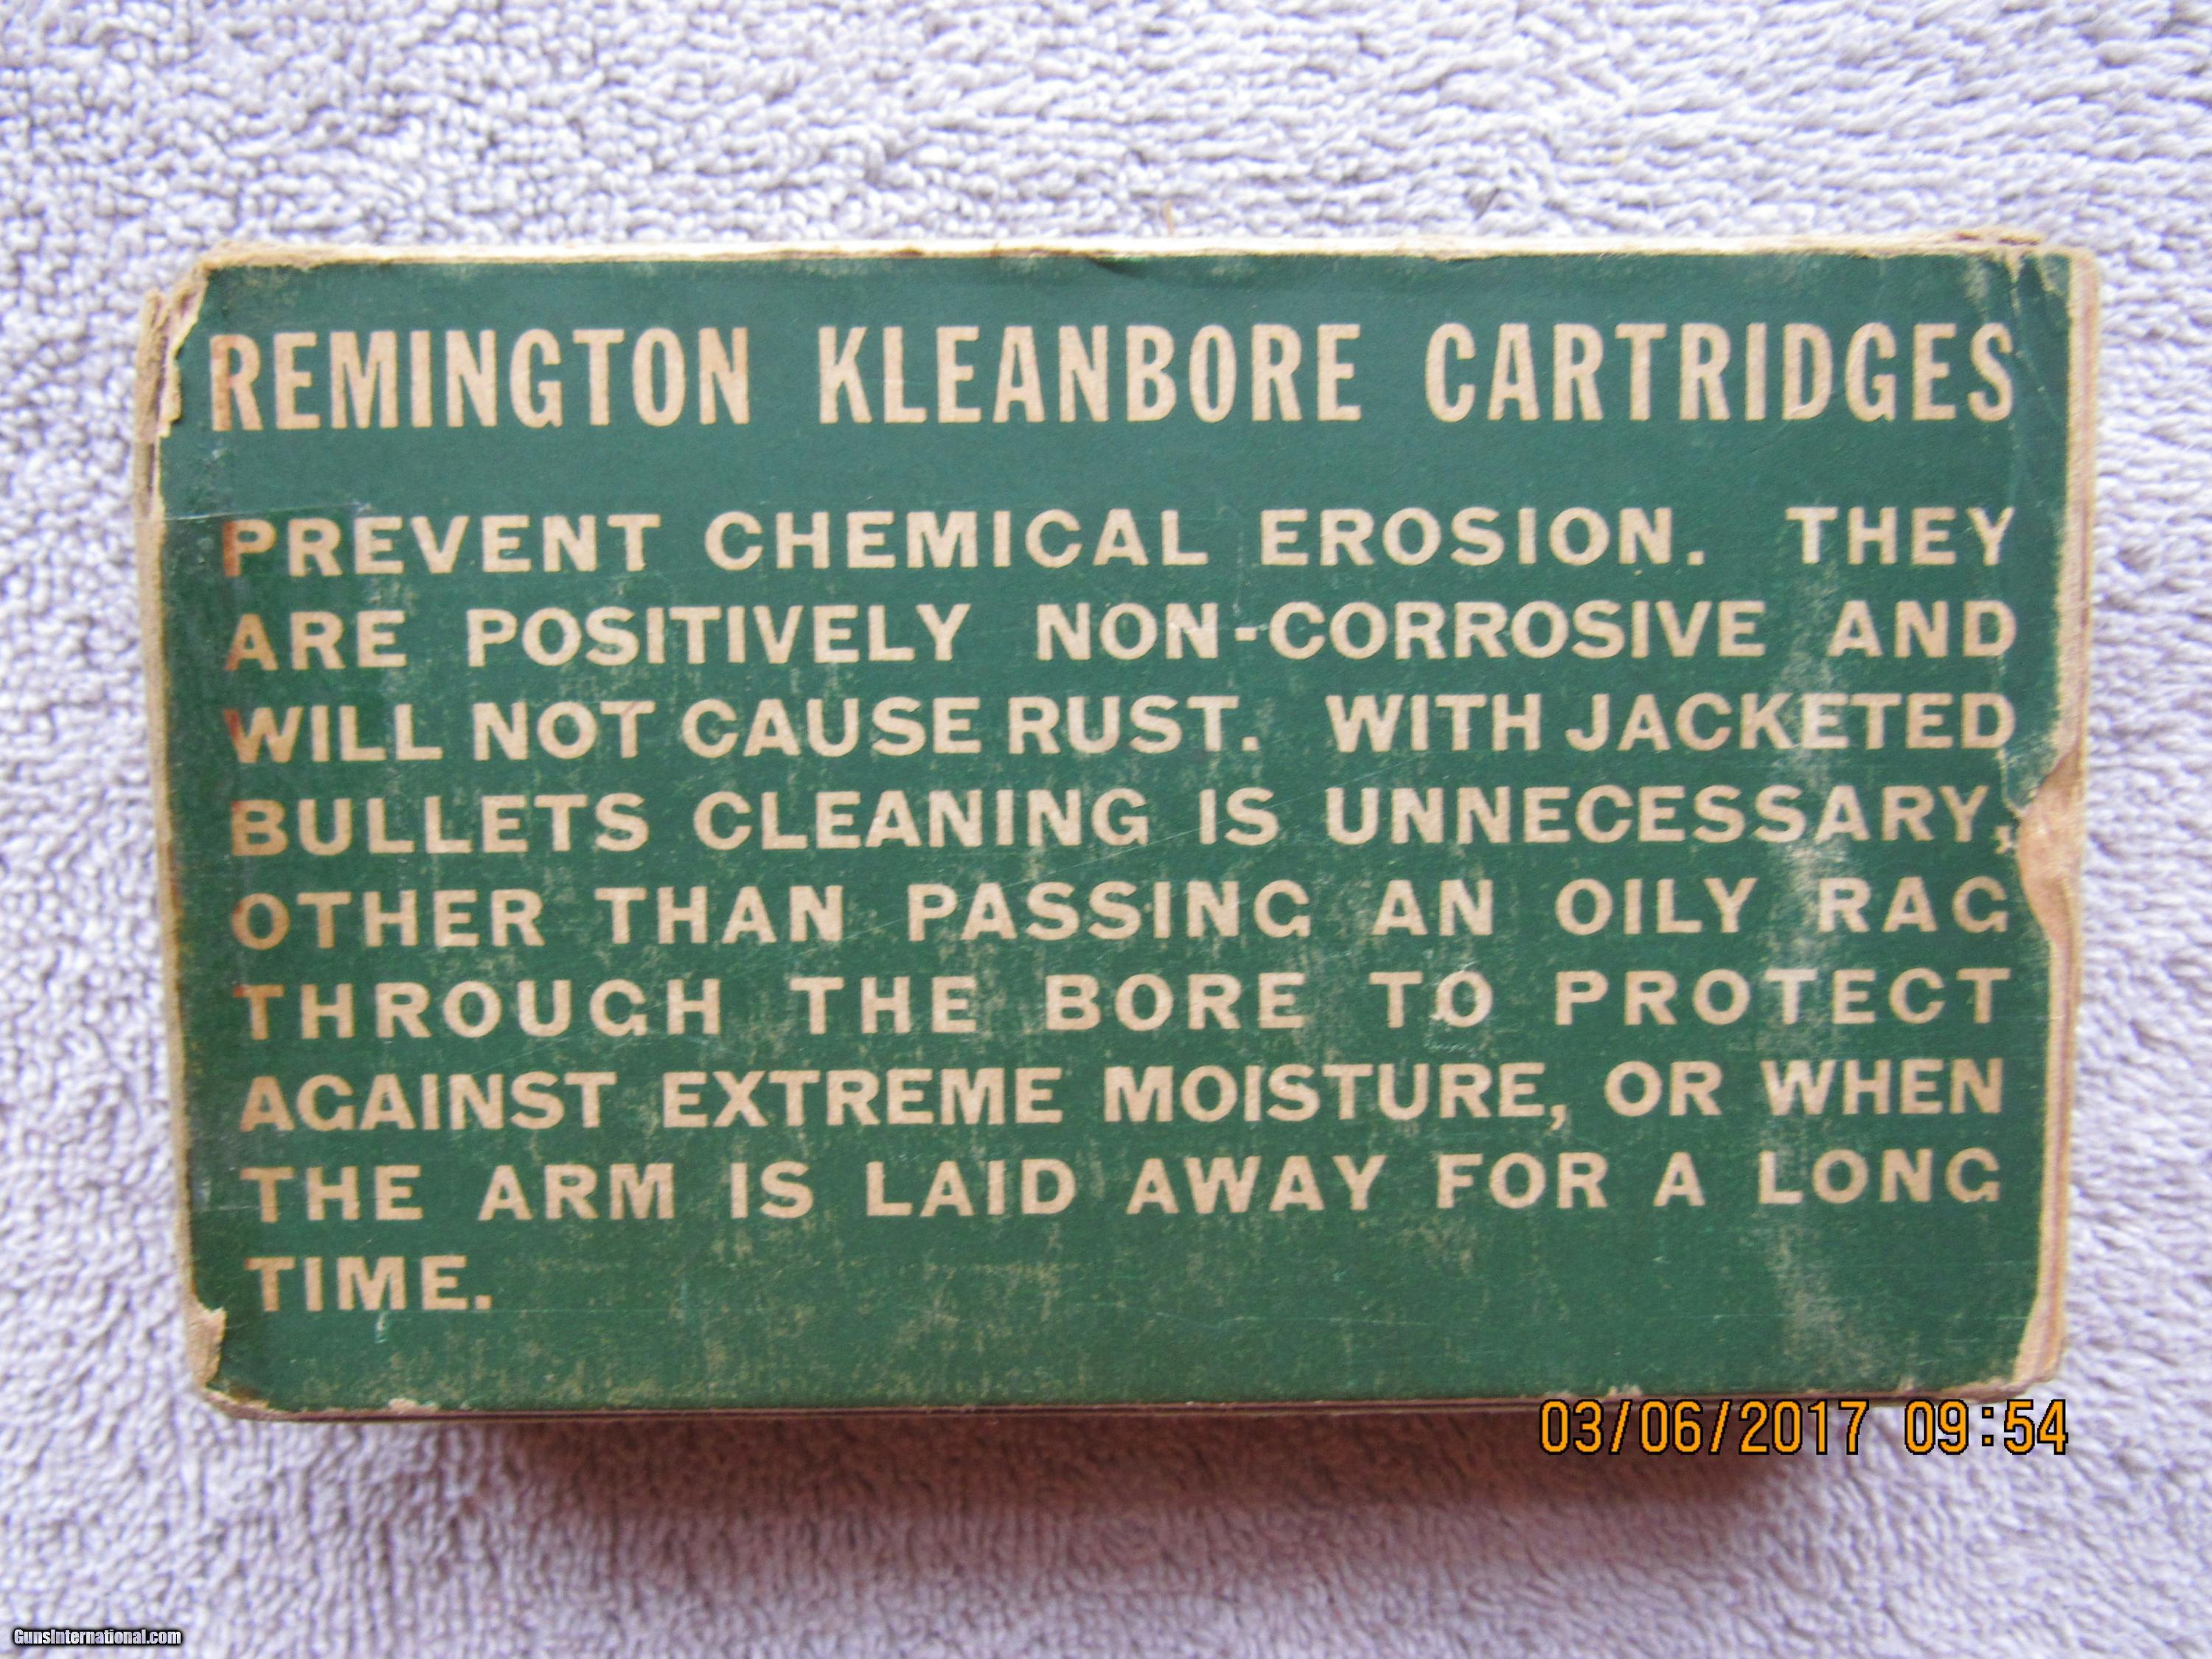 REMINGTON KLEANBORE CARTRIDGES
PREVENT CHEMICAL EROSION. THEY
ARE POSITIVELY NON-CORROSIVE AND
WILL NOT CAUSE RUST. WITH JACKETED
BULLETS CLEANING IS UNNECESSARY,
OTHER THAN PASSING AN OILY RAG
THROUGH THE BORE TO PROTECT
AGAINST EXTREME MOISTURE, OR WHEN
THE ARM IS LAID AWAY FOR A LONG
TIME.
03/06/2017 09:54
GunsInternational.com